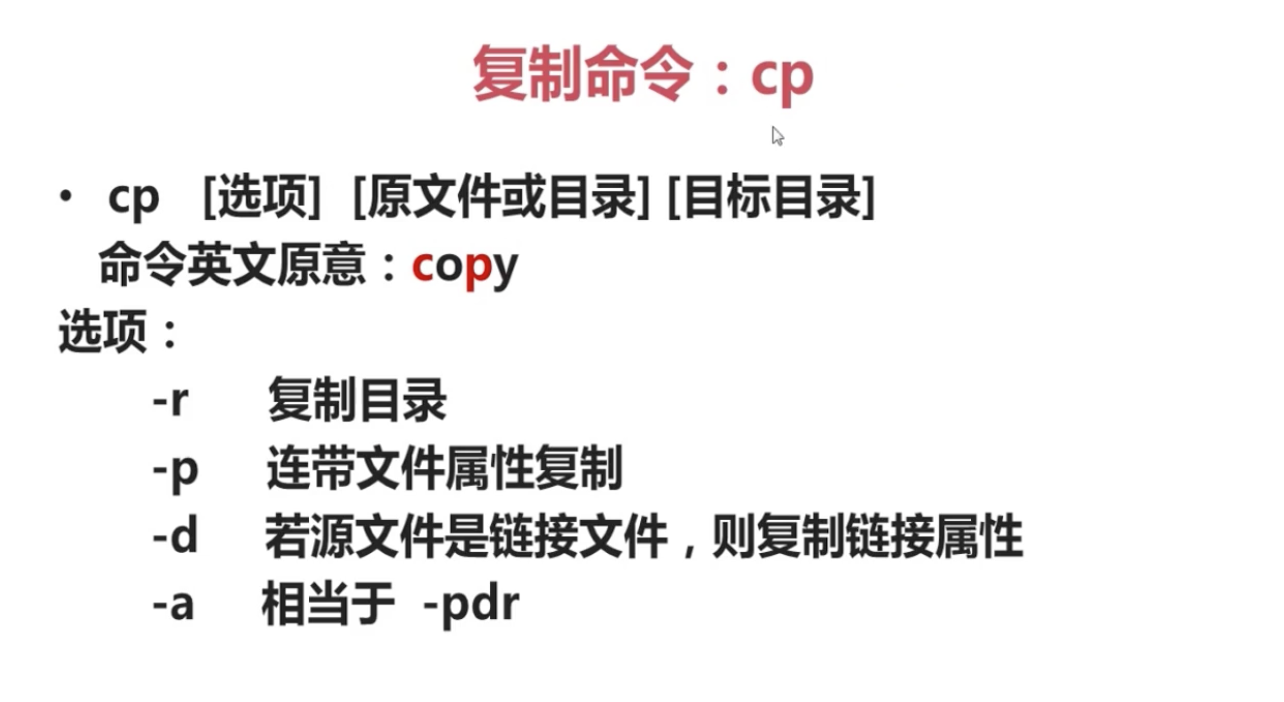 复制命令：cp
• cp [选项] [原文件或目录] [目标目录]
命令英文原意：copy
选项：
-r 复制目录
-p 连带文件属性复制
-d 若源文件是链接文件，则复制链接属性
-a 相当于 -pdr